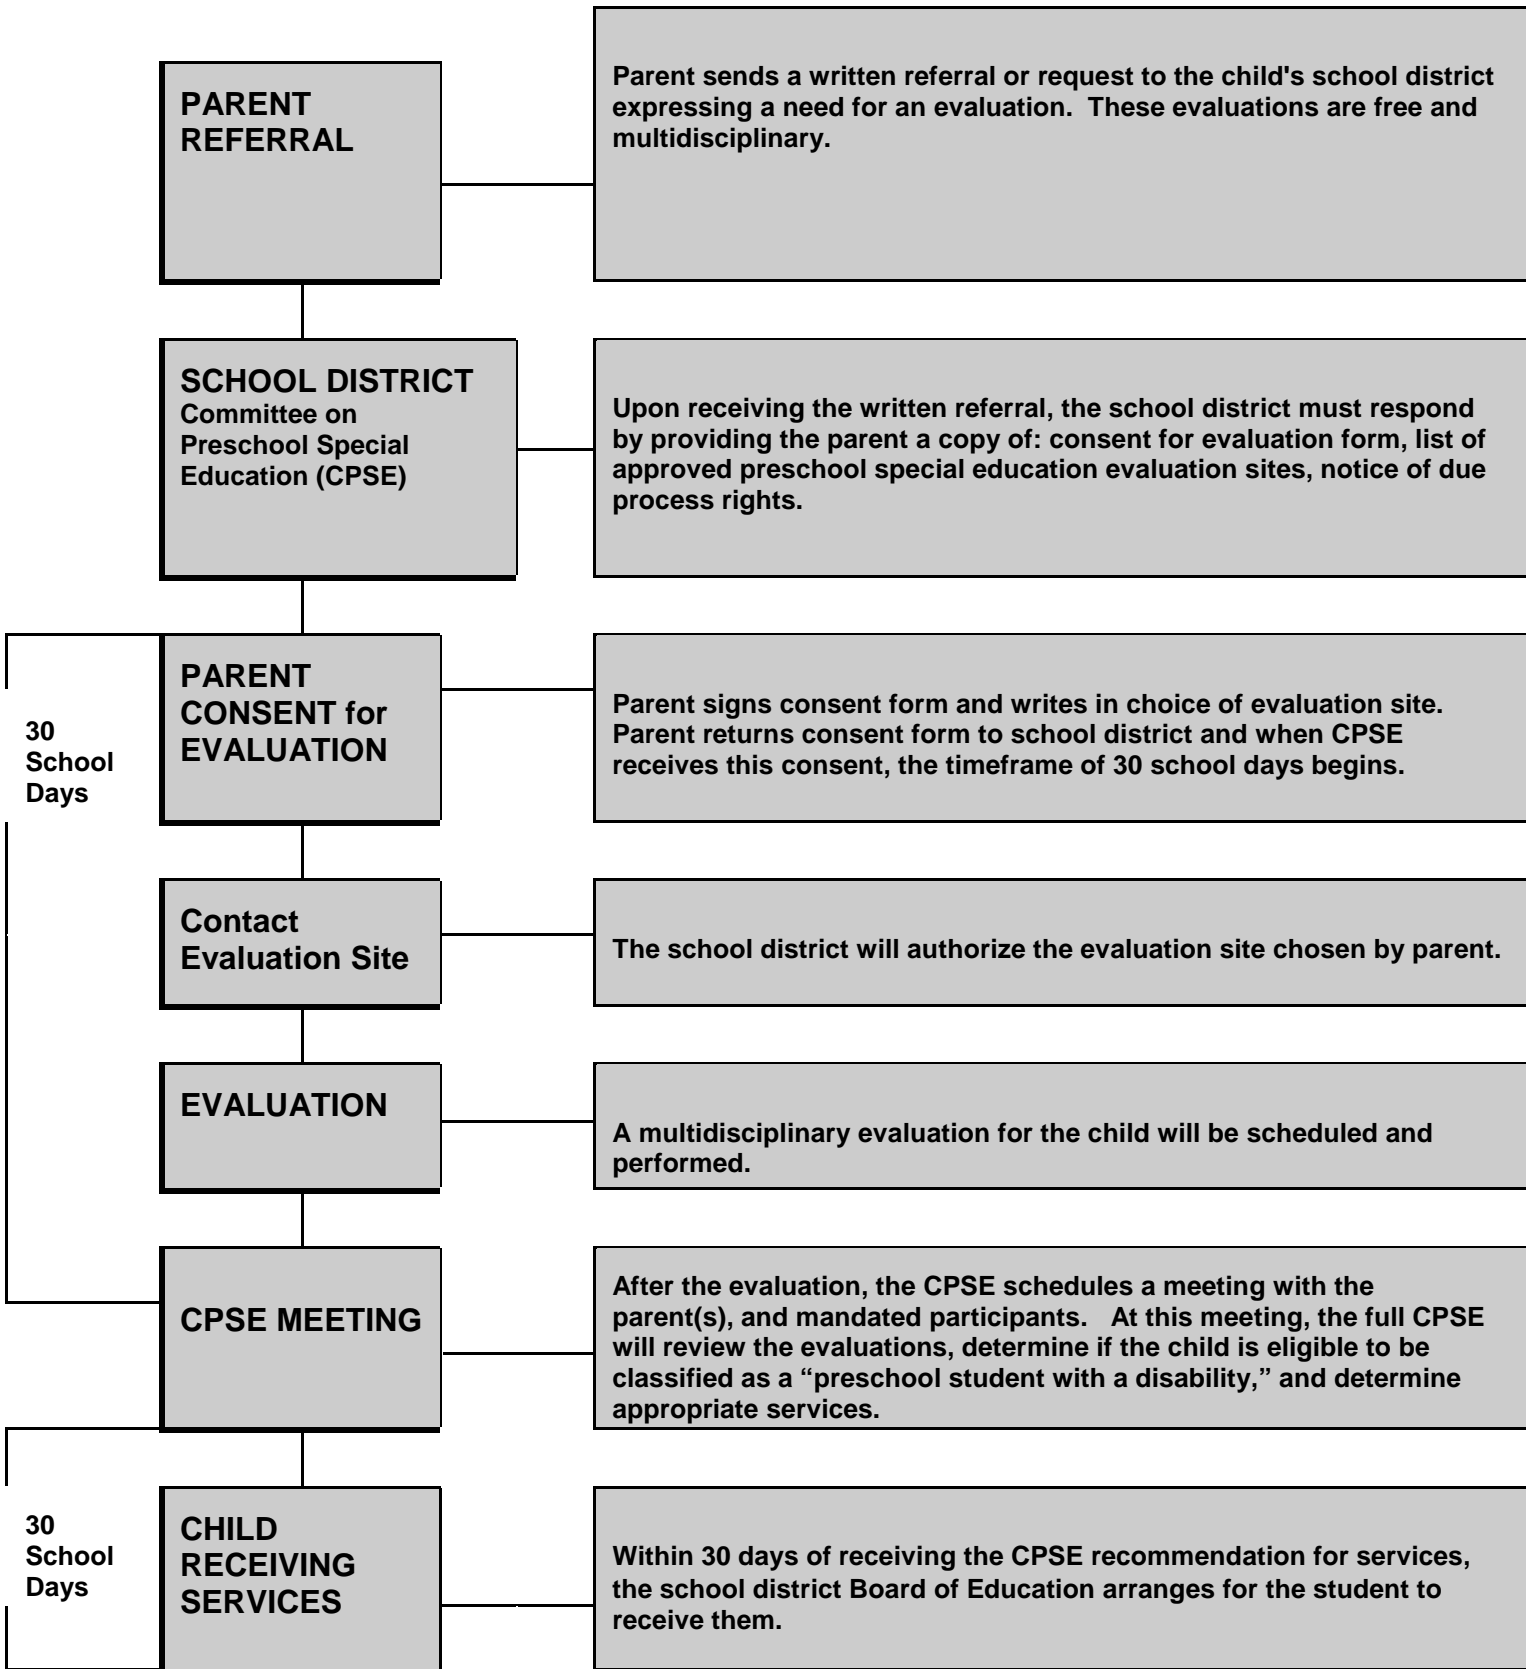 PARENT
REFERRAL
Parent sends a written referral or request to the child's school district
expressing a need for an evaluation.  These evaluations are free and
multidisciplinary.
SCHOOL DISTRICT
Committee on
Preschool Special
Education (CPSE)
Upon receiving the written referral, the school district must respond
by providing the parent a copy of: consent for evaluation form, list of
approved preschool special education evaluation sites, notice of due
process rights.
30
School
Days
PARENT
CONSENT for
EVALUATION
Parent signs consent form and writes in choice of evaluation site.
Parent returns consent form to school district and when CPSE
receives this consent, the timeframe of 30 school days begins.
Contact
Evaluation Site
The school district will authorize the evaluation site chosen by parent.
EVALUATION
A multidisciplinary evaluation for the child will be scheduled and
performed.
CPSE MEETING
After the evaluation, the CPSE schedules a meeting with the
parent(s), and mandated participants.   At this meeting, the full CPSE
will review the evaluations, determine if the child is eligible to be
classified as a “preschool student with a disability,” and determine
appropriate services.
30
School
Days
CHILD
RECEIVING
SERVICES
Within 30 days of receiving the CPSE recommendation for services,
the school district Board of Education arranges for the student to
receive them.